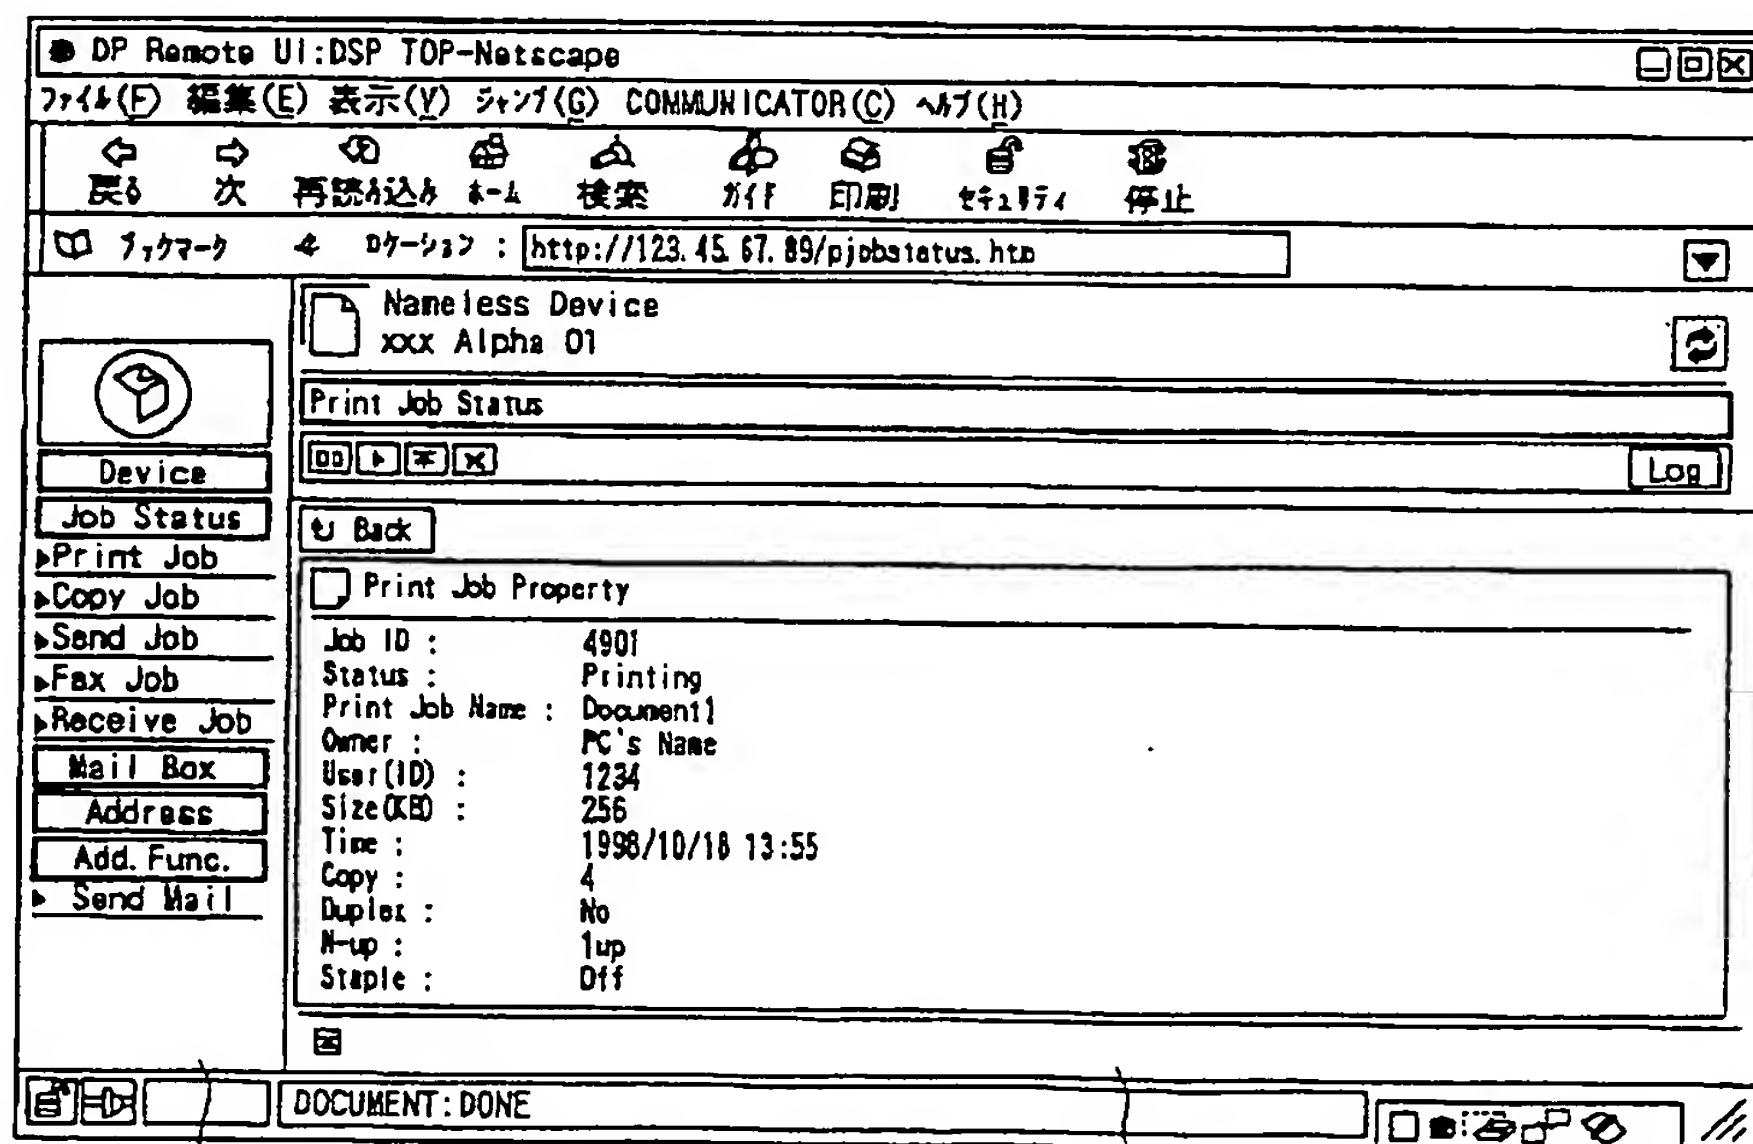 DP Remote UI:DSP TOP-Netscape
ファイル(F) 編集(E) 表示(V) ジャンプ(G) COMMUNICATOR(C) ヘルプ(H)
戻る 次 再読み込み ホーム 検索 ガイド 印刷 セキュリティ 停止
ブックマーク ロケーション : http://123.45.67.89/pjobstatus.htm
Nameless Device
xxx Alpha 01
Print Job Status
Log
Device
Job Status
Print Job
Copy Job
Send Job
Fax Job
Receive Job
Mail Box
Address
Add.Func.
Send Mail
Back
Print Job Property
Job ID : 4901
Status : Printing
Print Job Name : Document1
Owner : PC's Name
User(ID) : 1234
Size(KB) : 256
Time : 1998/10/18 13:55
Copy : 4
Duplex : No
N-up : 1up
Staple : Off
DOCUMENT:DONE